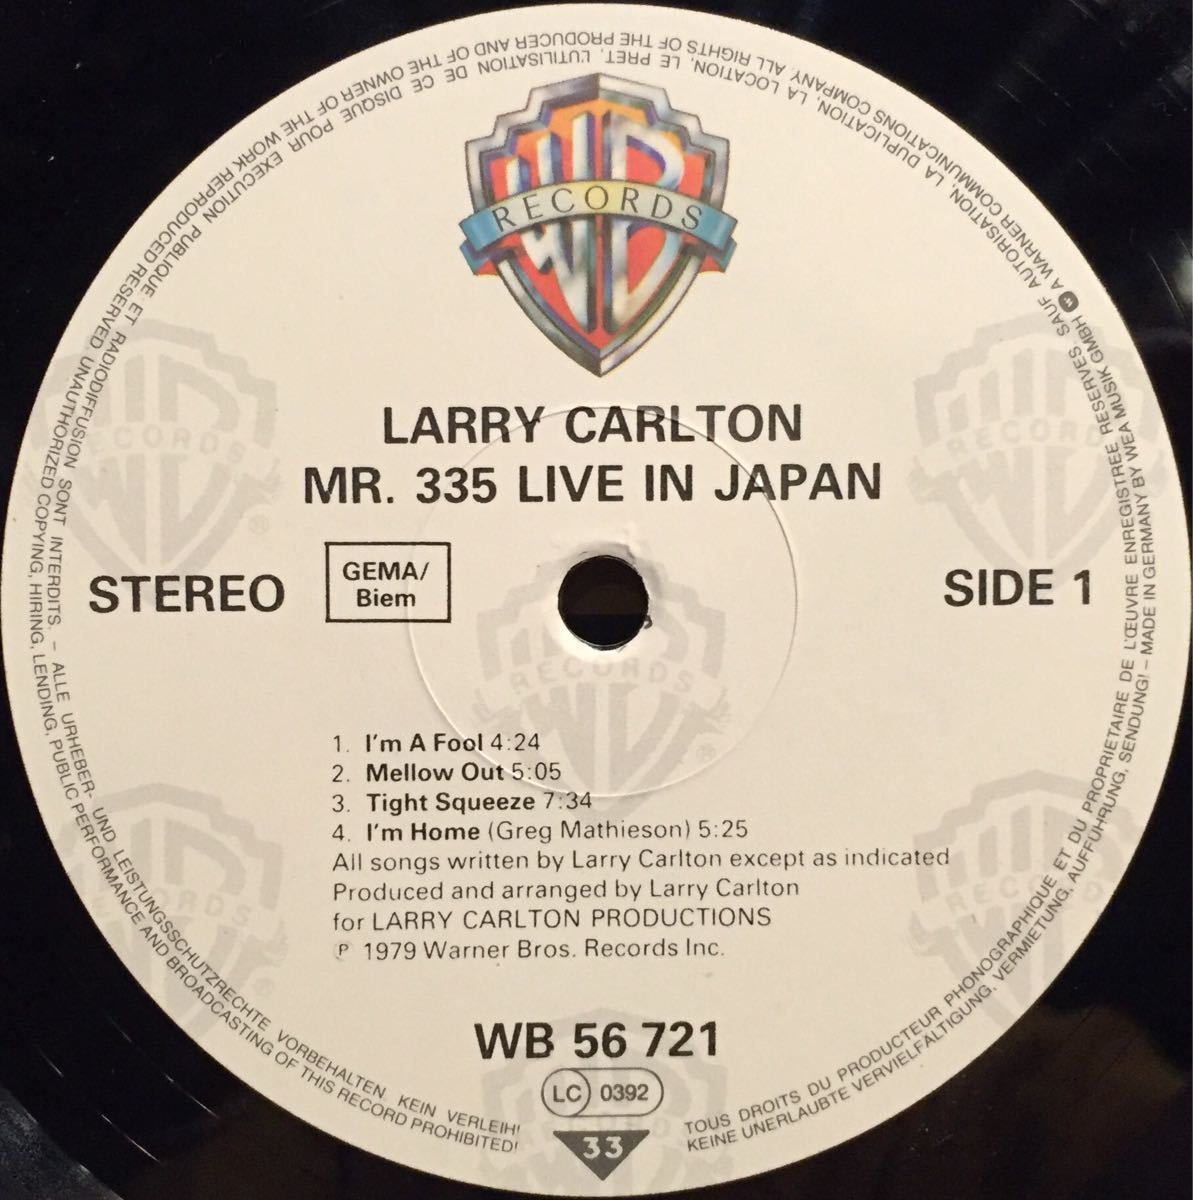 WB
RECORDS
LARRY CARLTON
MR. 335 LIVE IN JAPAN
STEREO
GEMA/
Biem
SIDE 1
1. I'm A Fool 4:24
2. Mellow Out 5:05
3. Tight Squeeze 7:34
4. I'm Home (Greg Mathieson) 5:25
All songs written by Larry Carlton except as indicated
Produced and arranged by Larry Carlton
for LARRY CARLTON PRODUCTIONS
℗ 1979 Warner Bros. Records Inc.
WB 56 721
LC 0392
33
TOUS DROITS DU PRODUCTEUR PHONOGRAPHIQUE ET DU PROPRIETAIRE DE L'ŒUVRE ENREGISTREE RESERVES SAUF AUTORISATION, LA DUPLICATION, LA LOCATION, LE PRET, L'UTILISATION DE CE DISQUE POUR EXECUTION PUBLIQUE ET RADIODIFFUSION SONT INTERDITS. – ALLE URHEBER- UND LEISTUNGSSCHUTZRECHTE VORBEHALTEN. KEIN VERLEIH!
KEINE UNERLAUBTE VERVIELFÄLTIGUNG, VERMIETUNG, AUFFÜHRUNG, SENDUNG! – MADE IN GERMANY BY WEA MUSIK GMBH A WARNER COMMUNICATIONS COMPANY. ALL RIGHTS OF THE PRODUCER AND OF THE OWNER OF THE WORK REPRODUCED RESERVED UNAUTHORIZED COPYING, HIRING, LENDING, PUBLIC PERFORMANCE AND BROADCASTING OF THIS RECORD PROHIBITED!